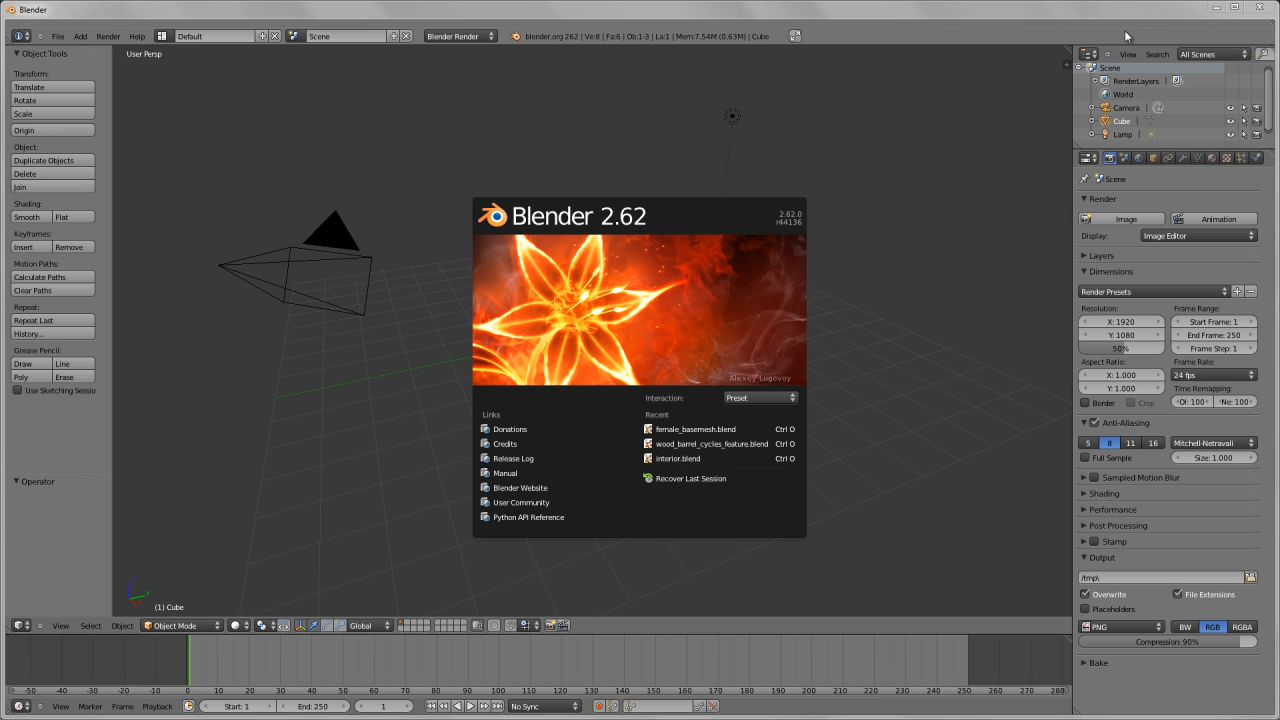 Blender
File Add Render Help Default Scene Blender Render blender.org 262 | Ve:8 | Fa:6 | Ob:1-3 | La:1 | Mem:7.54M (0.63M) | Cube
Object Tools
Transform:
Translate
Rotate
Scale
Origin
Object:
Duplicate Objects
Delete
Join
Shading:
Smooth Flat
Keyframes:
Insert Remove
Motion Paths:
Calculate Paths
Clear Paths
Repeat:
Repeat Last
History...
Grease Pencil:
Draw Line
Poly Erase
Use Sketching Sessio
Operator
User Persp
Blender 2.62
2.62.0
r44136
Alexey Lugovoy
Interaction: Preset
Links
Donations
Credits
Release Log
Manual
Blender Website
User Community
Python API Reference
Recent
female_basemesh.blend Ctrl O
wood_barrel_cycles_feature.blend Ctrl O
interior.blend Ctrl O
Recover Last Session
Y
(1) Cube
View Select Object Object Mode Global
-50 -40 -30 -20 -10 0 10 20 30 40 50 60 70 80 90 100 110 120 130 140 150 160 170 180 190 200 210 220 230 240 250 260 270 280
View Marker Frame Playback Start: 1 End: 250 1 No Sync
View Search All Scenes
Scene
RenderLayers |
World
Camera |
Cube |
Lamp |
Scene
Render
Image Animation
Display: Image Editor
Layers
Dimensions
Render Presets
Resolution: Frame Range:
X: 1920 Start Frame: 1
Y: 1080 End Frame: 250
50% Frame Step: 1
Aspect Ratio: Frame Rate:
X: 1.000 24 fps
Y: 1.000 Time Remapping:
Border Crop Ol: 100 Ne: 100
Anti-Aliasing
5 8 11 16 Mitchell-Netravali
Full Sample Size: 1.000
Sampled Motion Blur
Shading
Performance
Post Processing
Stamp
Output
/tmp\
Overwrite File Extensions
Placeholders
PNG BW RGB RGBA
Compression: 90%
Bake